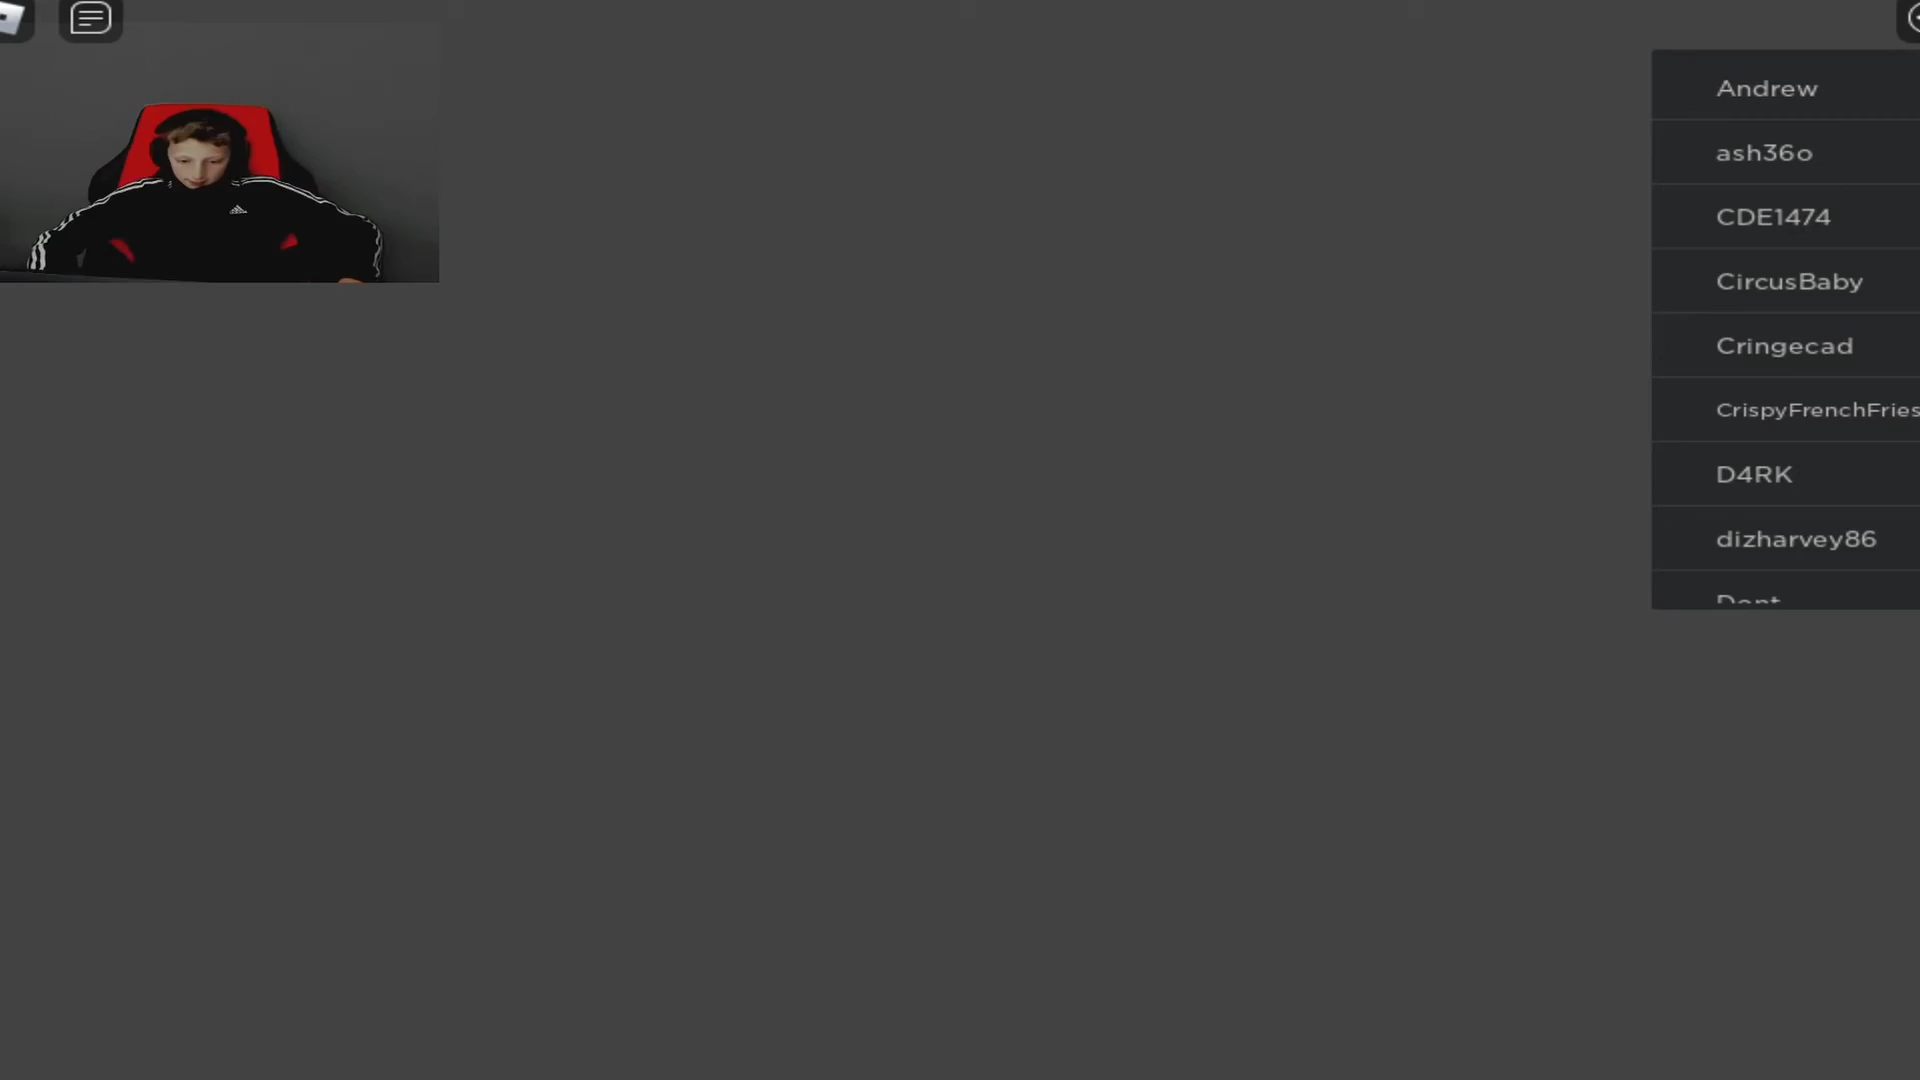 Andrew
ash36o
CDE1474
CircusBaby
Cringecad
CrispyFrenchFries
D4RK
dizharvey86